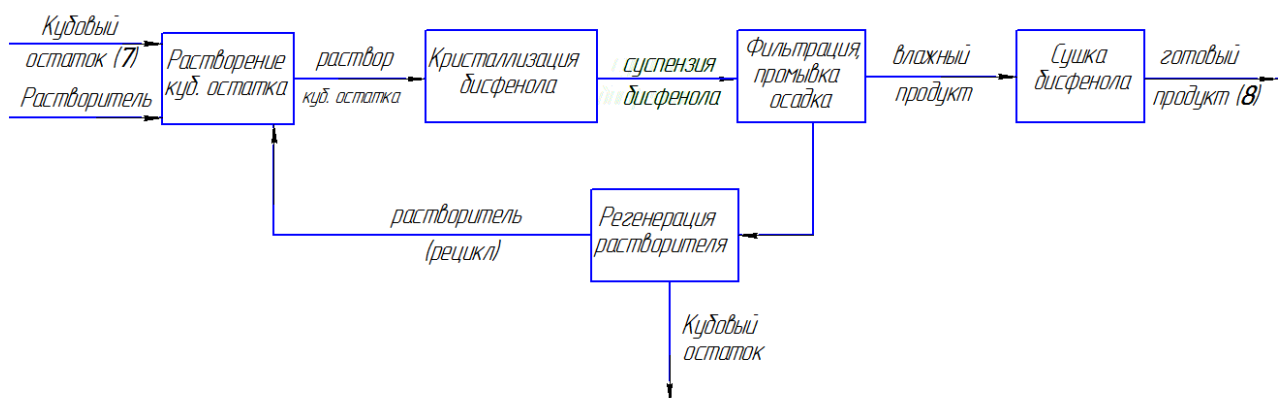 Кубовый
остаток (7)
Растворитель
Растворение
куб. остатка
раствор
куб. остатка
Кристаллизация
бисфенола
суспензия
бисфенола
Фильтрация,
промывка
осадка
влажный
продукт
Сушка
бисфенола
готовый
продукт (8)
растворитель
(рецикл)
Регенерация
растворителя
Кубовый
остаток